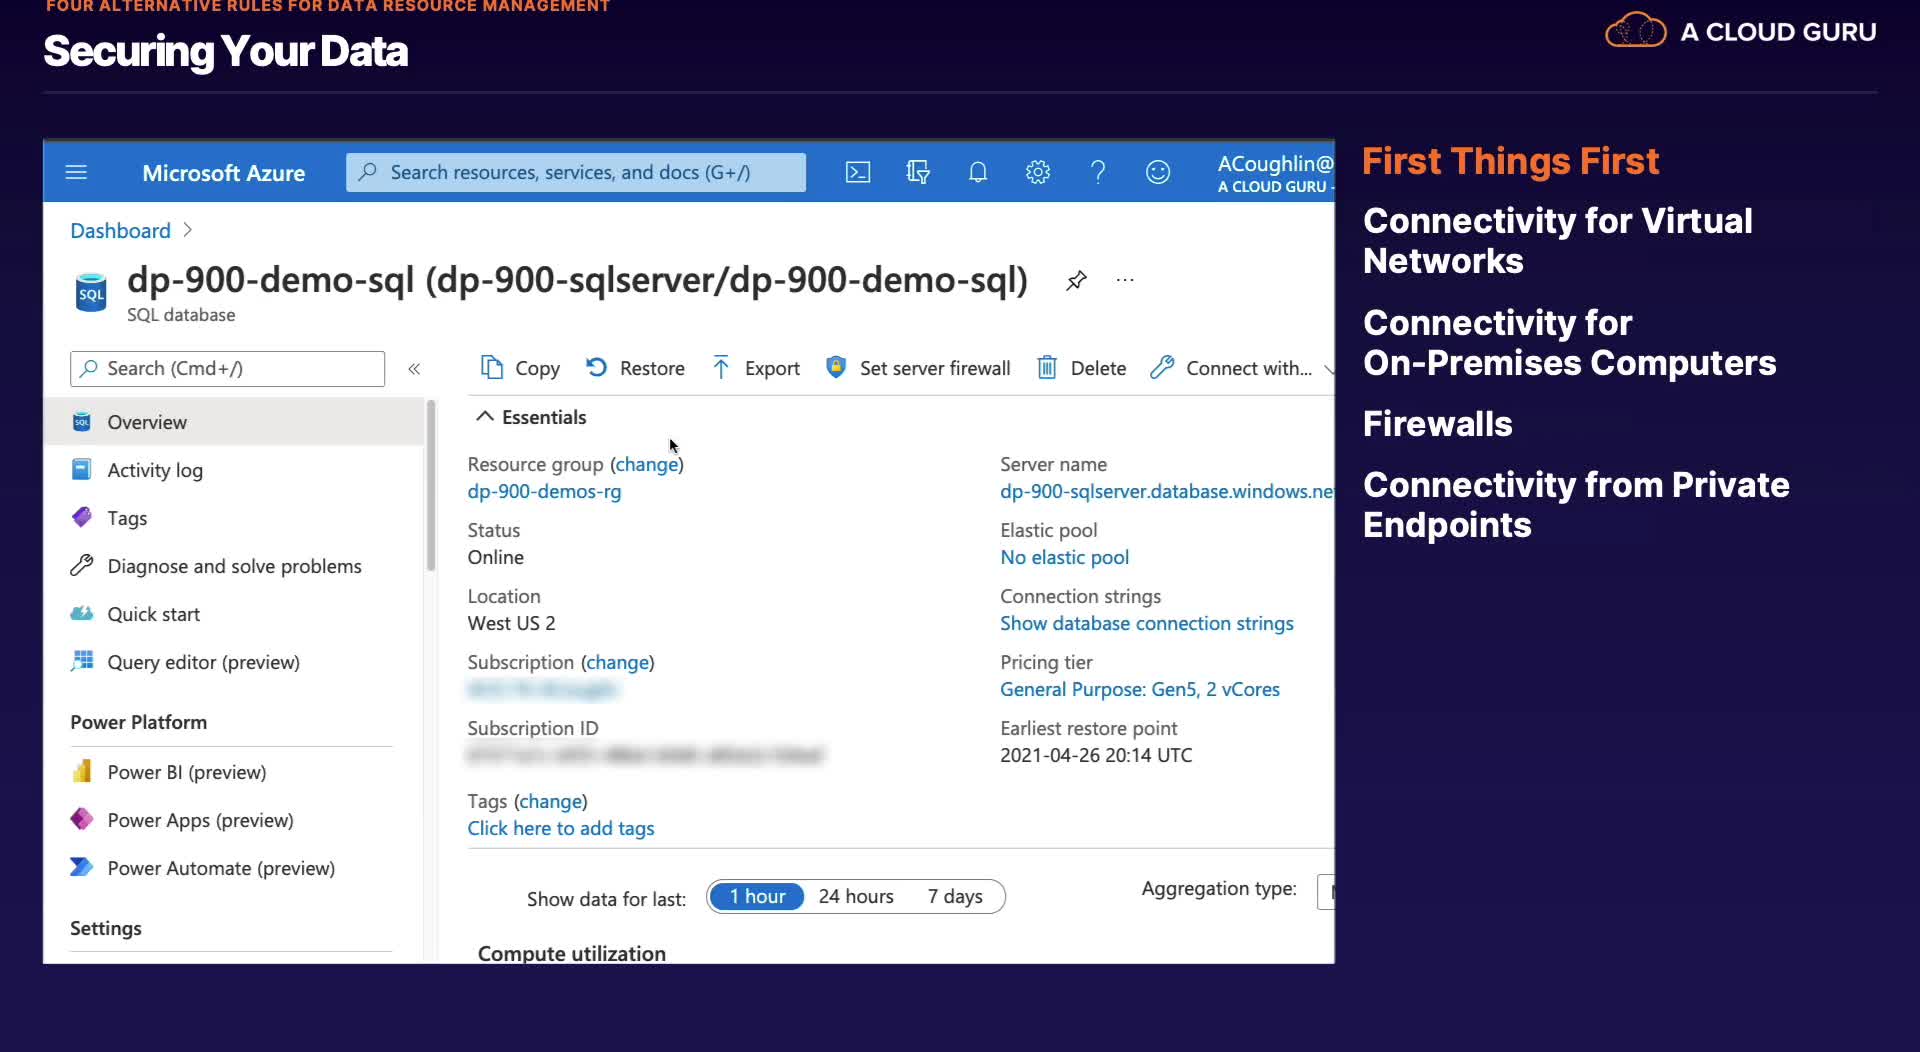 FOUR ALTERNATIVE RULES FOR DATA RESOURCE MANAGEMENT
Securing Your Data
A CLOUD GURU
Microsoft Azure
Search resources, services, and docs (G+/)
ACoughlin@
A CLOUD GURU -
Dashboard
dp-900-demo-sql (dp-900-sqlserver/dp-900-demo-sql)
SQL
SQL database
Search (Cmd+/)
«
Copy
Restore
Export
Set server firewall
Delete
Connect with...
Overview
Activity log
Tags
Diagnose and solve problems
Quick start
Query editor (preview)
Power Platform
Power BI (preview)
Power Apps (preview)
Power Automate (preview)
Settings
Essentials
Resource group (change)
dp-900-demos-rg
Status
Online
Location
West US 2
Subscription (change)
Subscription ID
Tags (change)
Click here to add tags
Server name
dp-900-sqlserver.database.windows.ne
Elastic pool
No elastic pool
Connection strings
Show database connection strings
Pricing tier
General Purpose: Gen5, 2 vCores
Earliest restore point
2021-04-26 20:14 UTC
Show data for last:
1 hour
24 hours
7 days
Aggregation type:
Compute utilization
First Things First
Connectivity for Virtual
Networks
Connectivity for
On-Premises Computers
Firewalls
Connectivity from Private
Endpoints